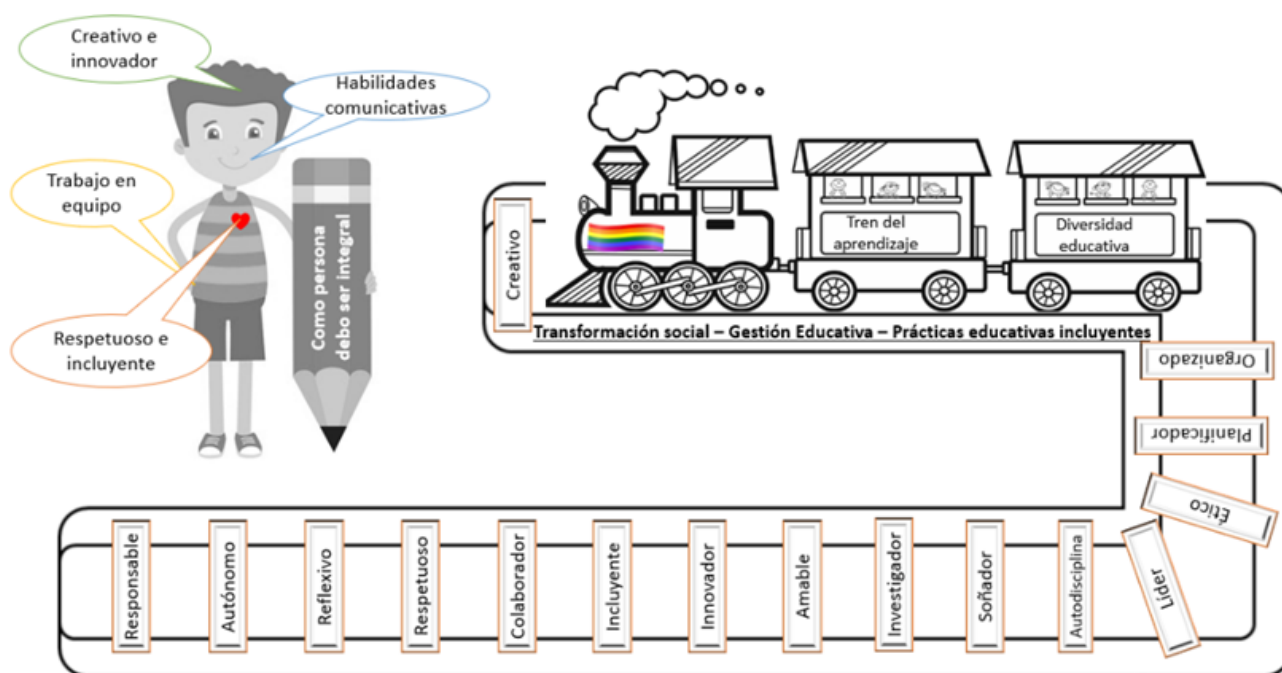 Creativo e
innovador
Habilidades
comunicativas
Trabajo en
equipo
Respetuoso e
incluyente
Como persona
debo ser integral
Creativo
Tren del
aprendizaje
Diversidad
educativa
Transformación social – Gestión Educativa – Prácticas educativas incluyentes
Organizado
Planificador
Ético
Líder
Responsable
Autónomo
Reflexivo
Respetuoso
Colaborador
Incluyente
Innovador
Amable
Investigador
Soñador
Autodisciplina